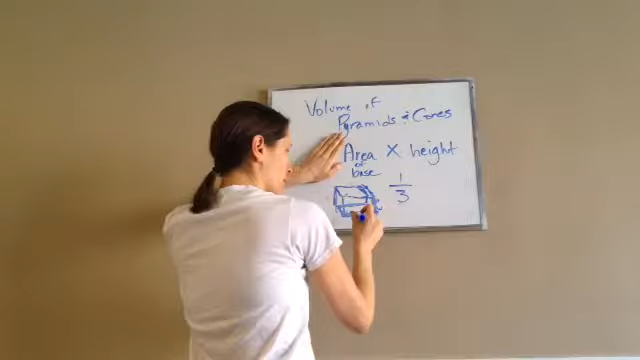 Volume of
Pyramids & Cones
Area X height
of
base
1
3